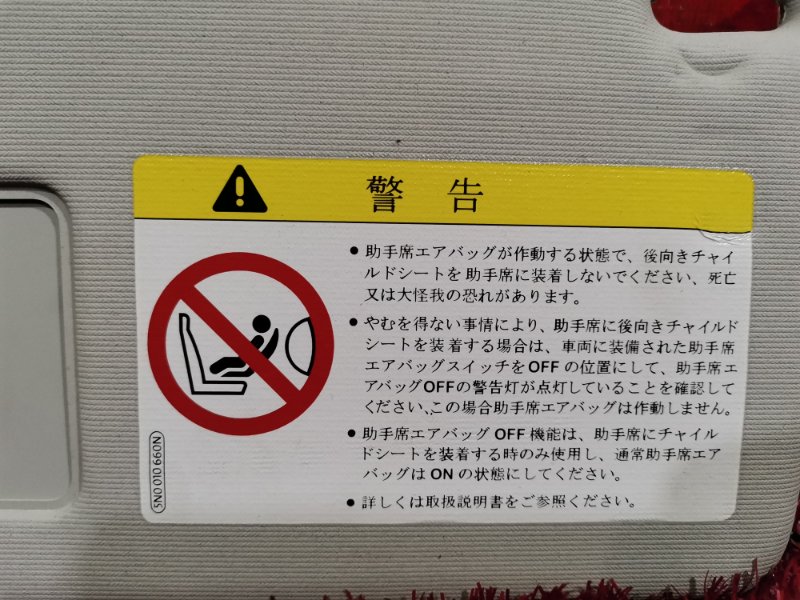 警告
● 助手席エアバッグが作動する状態で、後向きチャイ
ルドシートを助手席に装着しないでください、死亡
又は大怪我の恐れがあります。
● やむを得ない事情により、助手席に後向きチャイルド
シートを装着する場合は、車両に装備された助手席
エアバッグスイッチをOFFの位置にして、助手席エ
アバッグOFFの警告灯が点灯していることを確認して
ください、この場合助手席エアバッグは作動しません。
● 助手席エアバッグ OFF 機能は、助手席にチャイル
ドシートを装着する時のみ使用し、通常助手席エア
バッグは ON の状態にしてください。
● 詳しくは取扱説明書をご参照ください。
5N0 010 660N